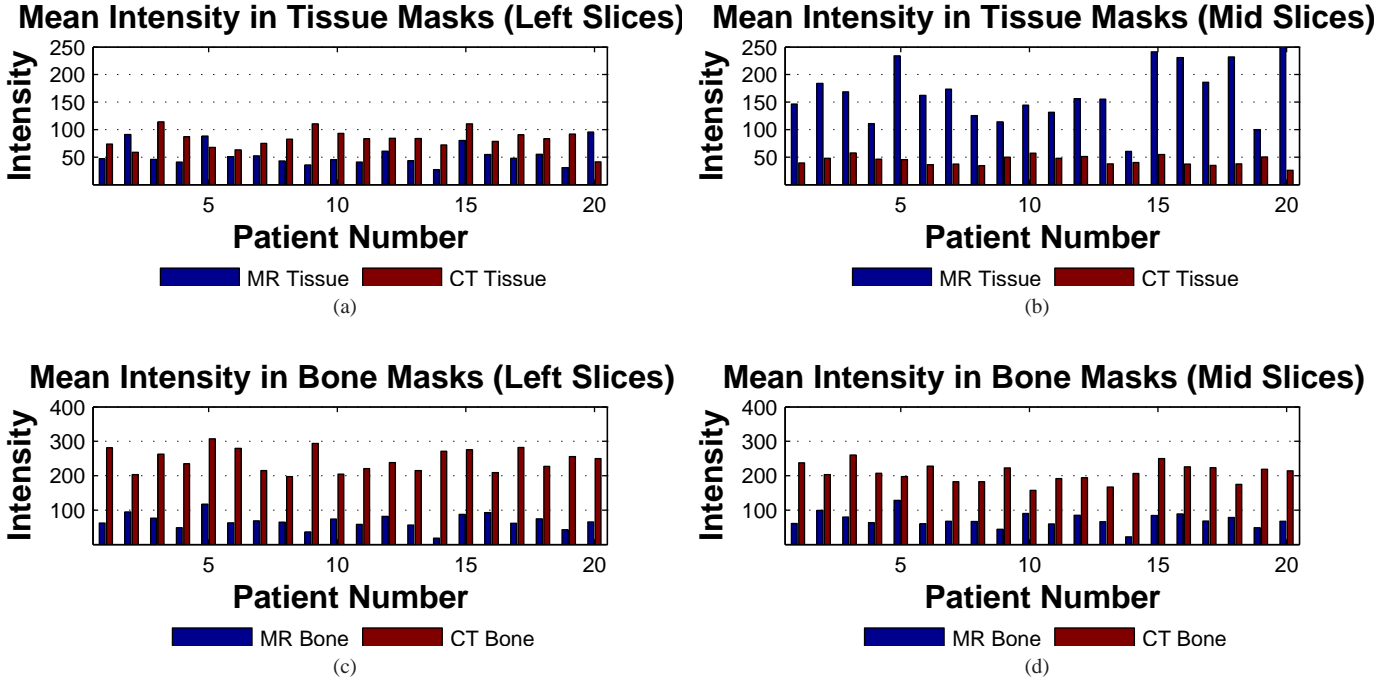 Mean Intensity in Tissue Masks (Left Slices)
250
200
150
100
50
Intensity
5 10 15 20
Patient Number
MR Tissue CT Tissue
(a)
Mean Intensity in Tissue Masks (Mid Slices)
250
200
150
100
50
Intensity
5 10 15 20
Patient Number
MR Tissue CT Tissue
(b)
Mean Intensity in Bone Masks (Left Slices)
400
300
200
100
Intensity
5 10 15 20
Patient Number
MR Bone CT Bone
(c)
Mean Intensity in Bone Masks (Mid Slices)
400
300
200
100
Intensity
5 10 15 20
Patient Number
MR Bone CT Bone
(d)